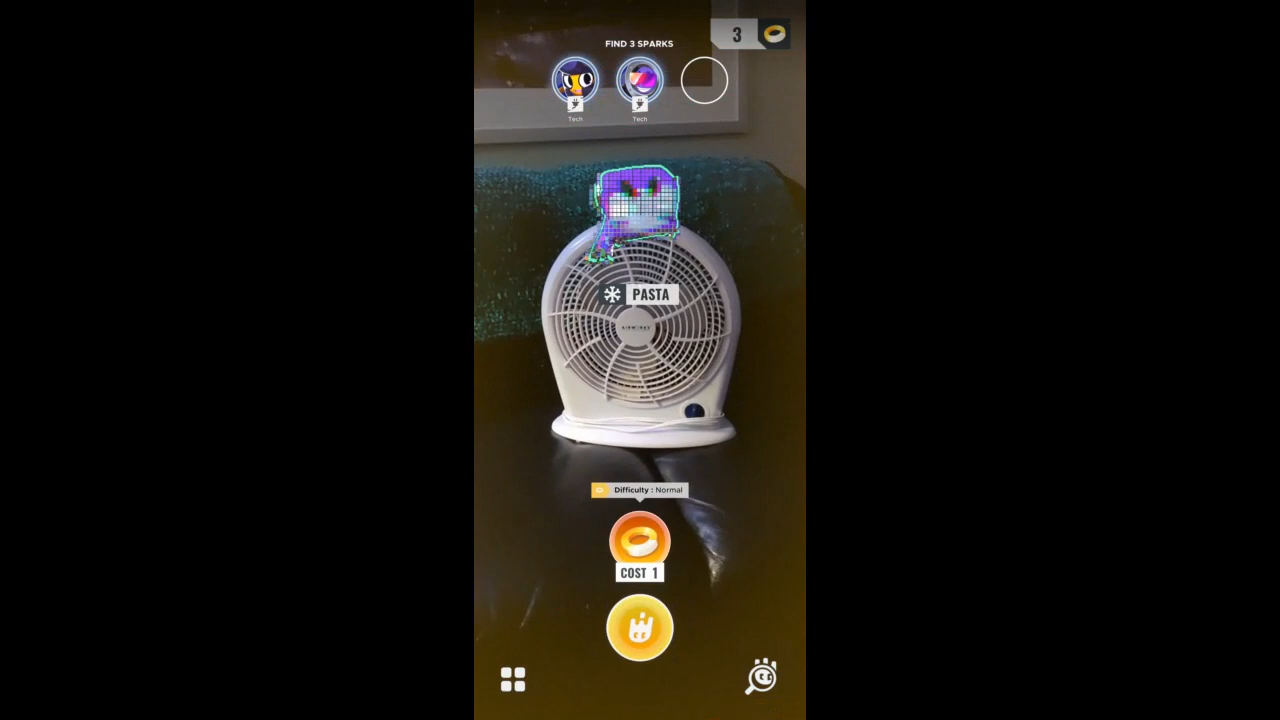 3
FIND 3 SPARKS
Tech
Tech
PASTA
Difficulty : Normal
COST 1